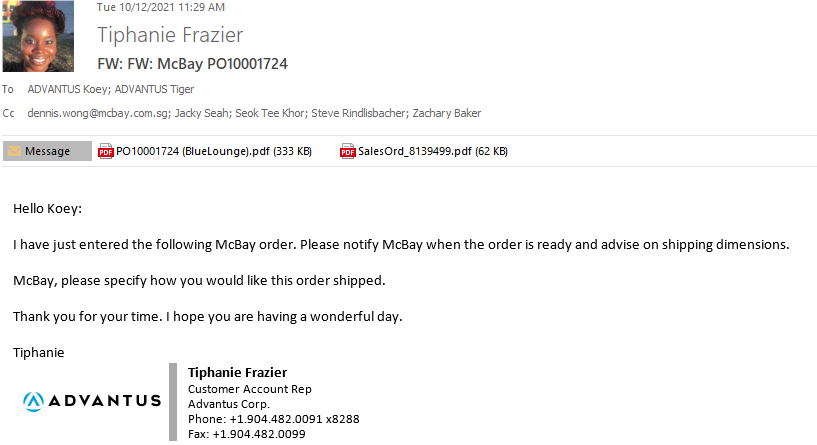 Tue 10/12/2021 11:29 AM
Tiphanie Frazier
FW: FW: McBay PO10001724
To ADVANTUS Koey; ADVANTUS Tiger
Cc dennis.wong@mcbay.com.sg; Jacky Seah; Seok Tee Khor; Steve Rindlisbacher; Zachary Baker
Message PO10001724 (BlueLounge).pdf (333 KB) SalesOrd_8139499.pdf (62 KB)
Hello Koey:
I have just entered the following McBay order. Please notify McBay when the order is ready and advise on shipping dimensions.
McBay, please specify how you would like this order shipped.
Thank you for your time. I hope you are having a wonderful day.
Tiphanie
ADVANTUS
Tiphanie Frazier
Customer Account Rep
Advantus Corp.
Phone: +1.904.482.0091 x8288
Fax: +1.904.482.0099